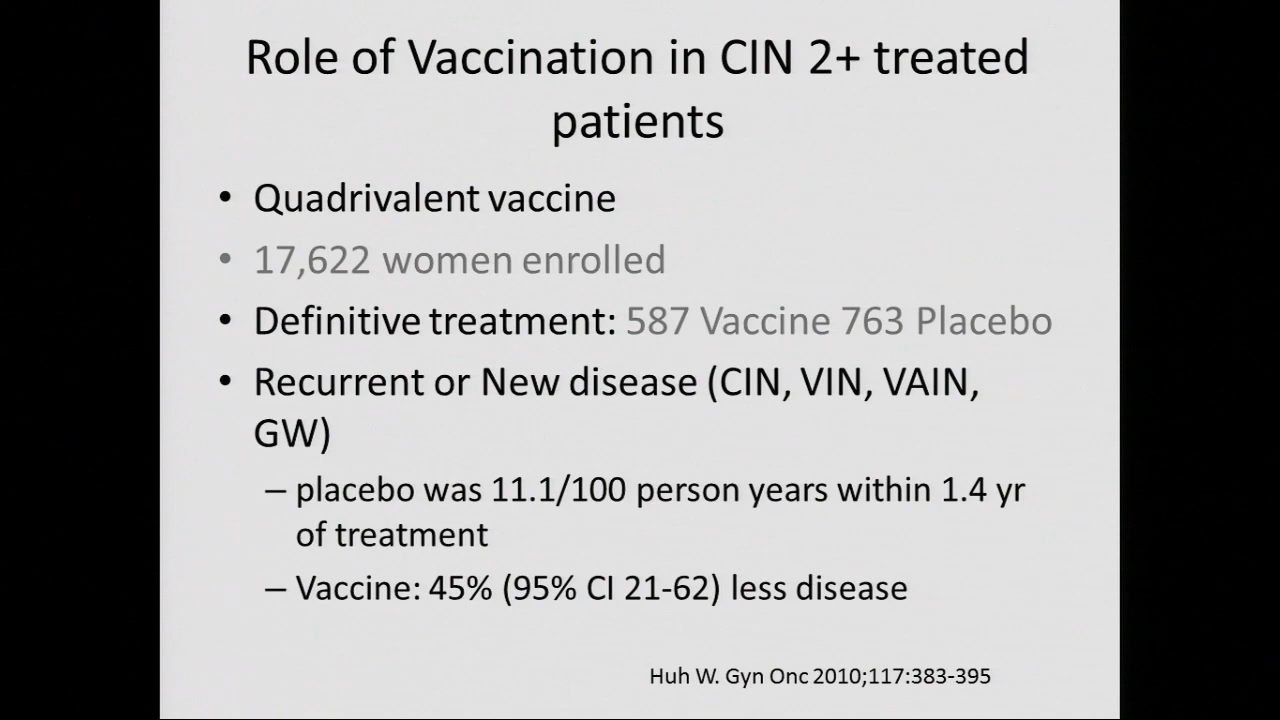 Role of Vaccination in CIN 2+ treated
patients
• Quadrivalent vaccine
• 17,622 women enrolled
• Definitive treatment: 587 Vaccine 763 Placebo
• Recurrent or New disease (CIN, VIN, VAIN,
GW)
– placebo was 11.1/100 person years within 1.4 yr
of treatment
– Vaccine: 45% (95% CI 21-62) less disease
Huh W. Gyn Onc 2010;117:383-395